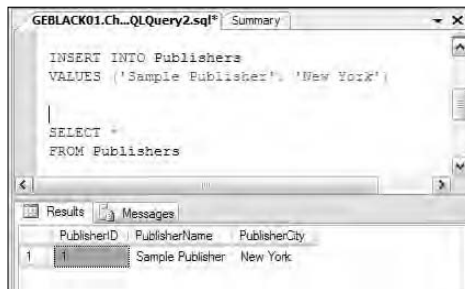 GEBLACK01.Ch...QLQuery2.sql* Summary
INSERT INTO Publishers
VALUES ('Sample Publisher', 'New York')
SELECT *
FROM Publishers
Results Messages
PublisherID PublisherName PublisherCity
1 1 Sample Publisher New York